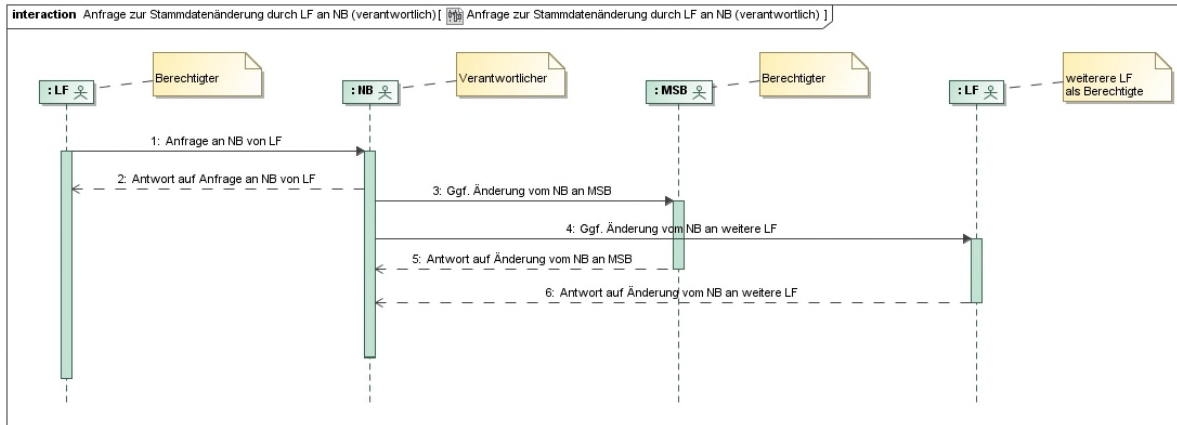 interaction Anfrage zur Stammdatenänderung durch LF an NB (verantwortlich) [ Anfrage zur Stammdatenänderung durch LF an NB (verantwortlich) ]
Berechtigter
Verantwortlicher
Berechtigter
weiterere LF
als Berechtigte
: LF
: NB
: MSB
: LF
1: Anfrage an NB von LF
2: Antwort auf Anfrage an NB von LF
3: Ggf. Änderung vom NB an MSB
4: Ggf. Änderung vom NB an weitere LF
5: Antwort auf Änderung vom NB an MSB
6: Antwort auf Änderung vom NB an weitere LF